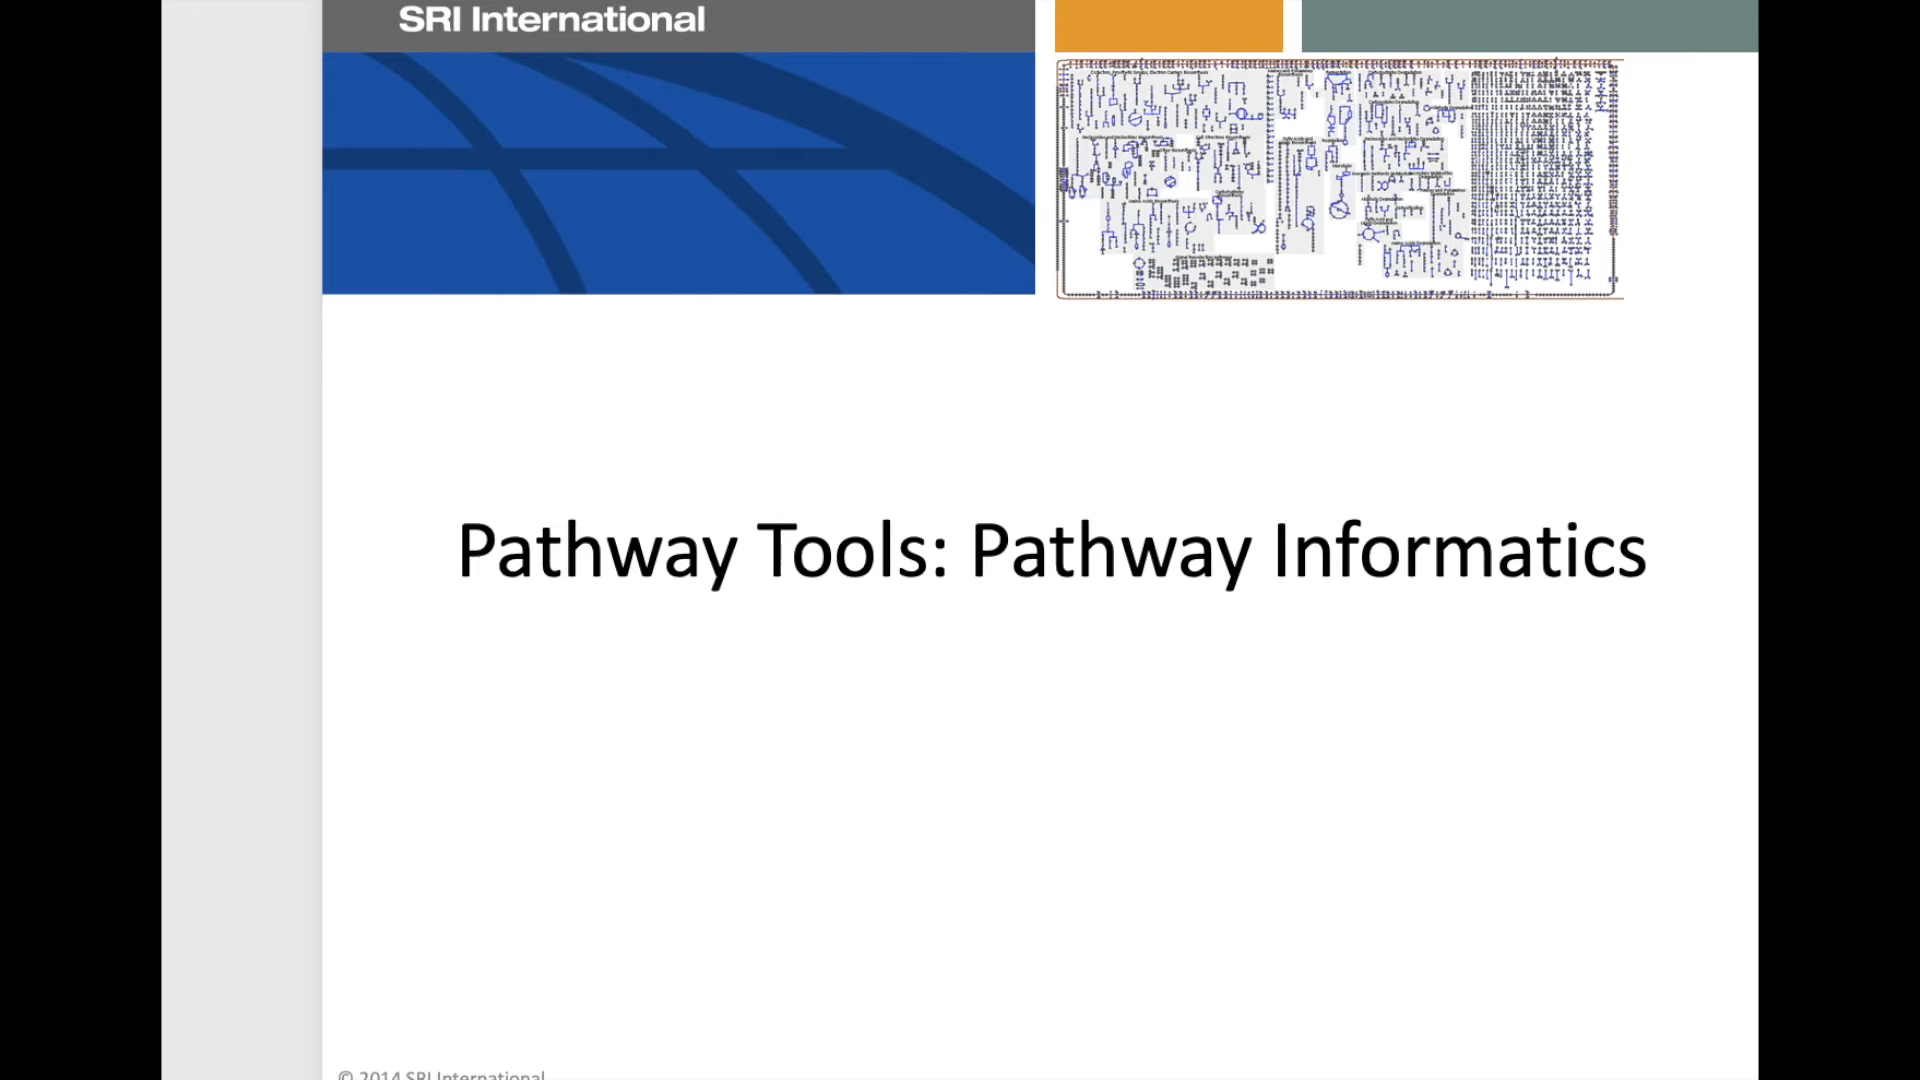 SRI International
Pathway Tools: Pathway Informatics
© 2014 SRI International